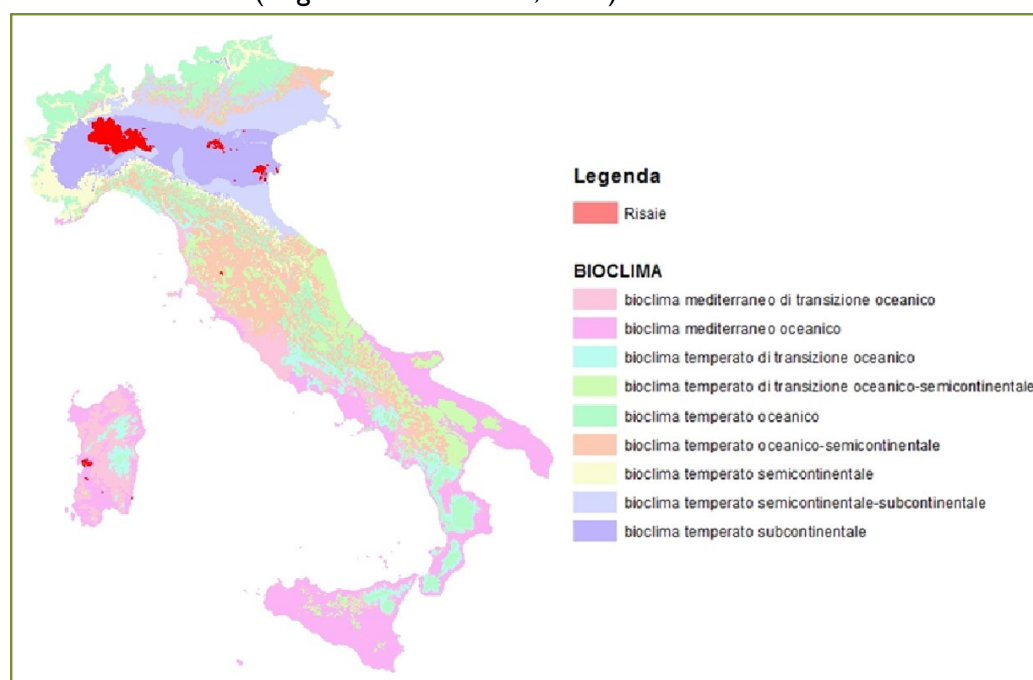 Legenda
Risaie
BIOCLIMA
bioclima mediterraneo di transizione oceanico
bioclima mediterraneo oceanico
bioclima temperato di transizione oceanico
bioclima temperato di transizione oceanico-semicontinentale
bioclima temperato oceanico
bioclima temperato oceanico-semicontinentale
bioclima temperato semicontinentale
bioclima temperato semicontinentale-subcontinentale
bioclima temperato subcontinentale